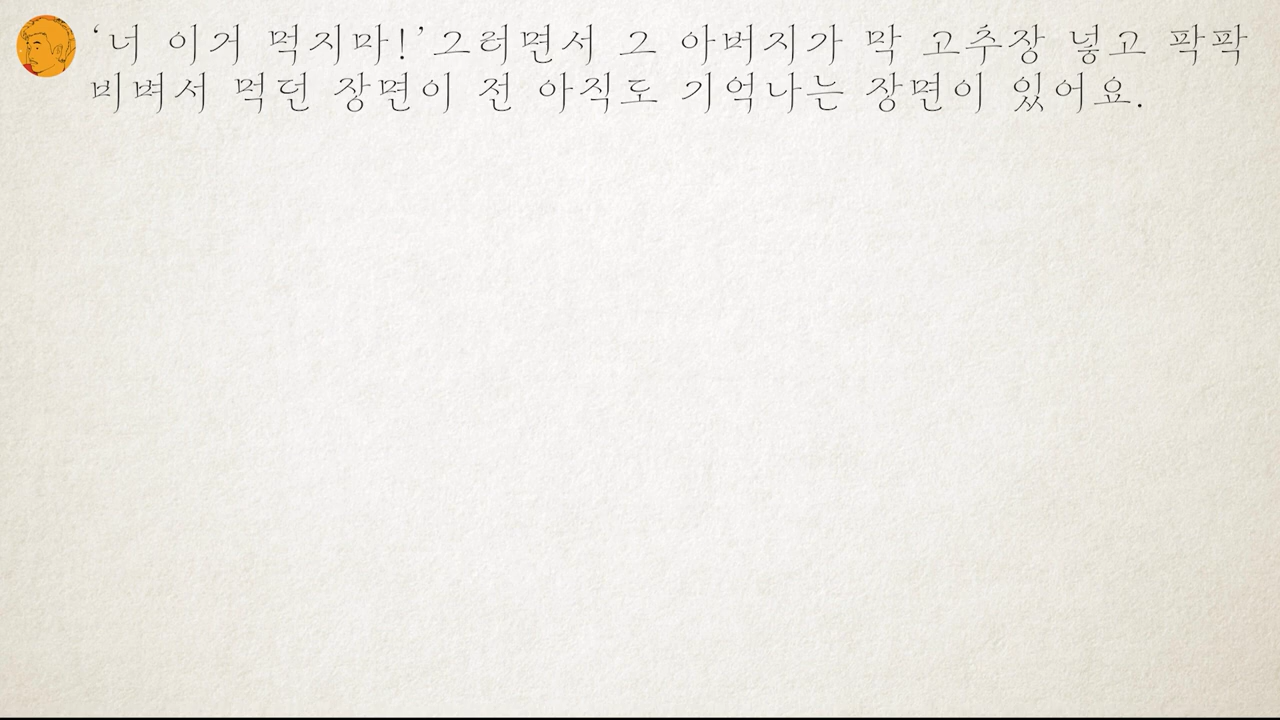 ‘너 이거 먹지마!’그러면서 그 아버지가 막 고추장 넣고 팍팍
비벼서 먹던 장면이 전 아직도 기억나는 장면이 있어요.